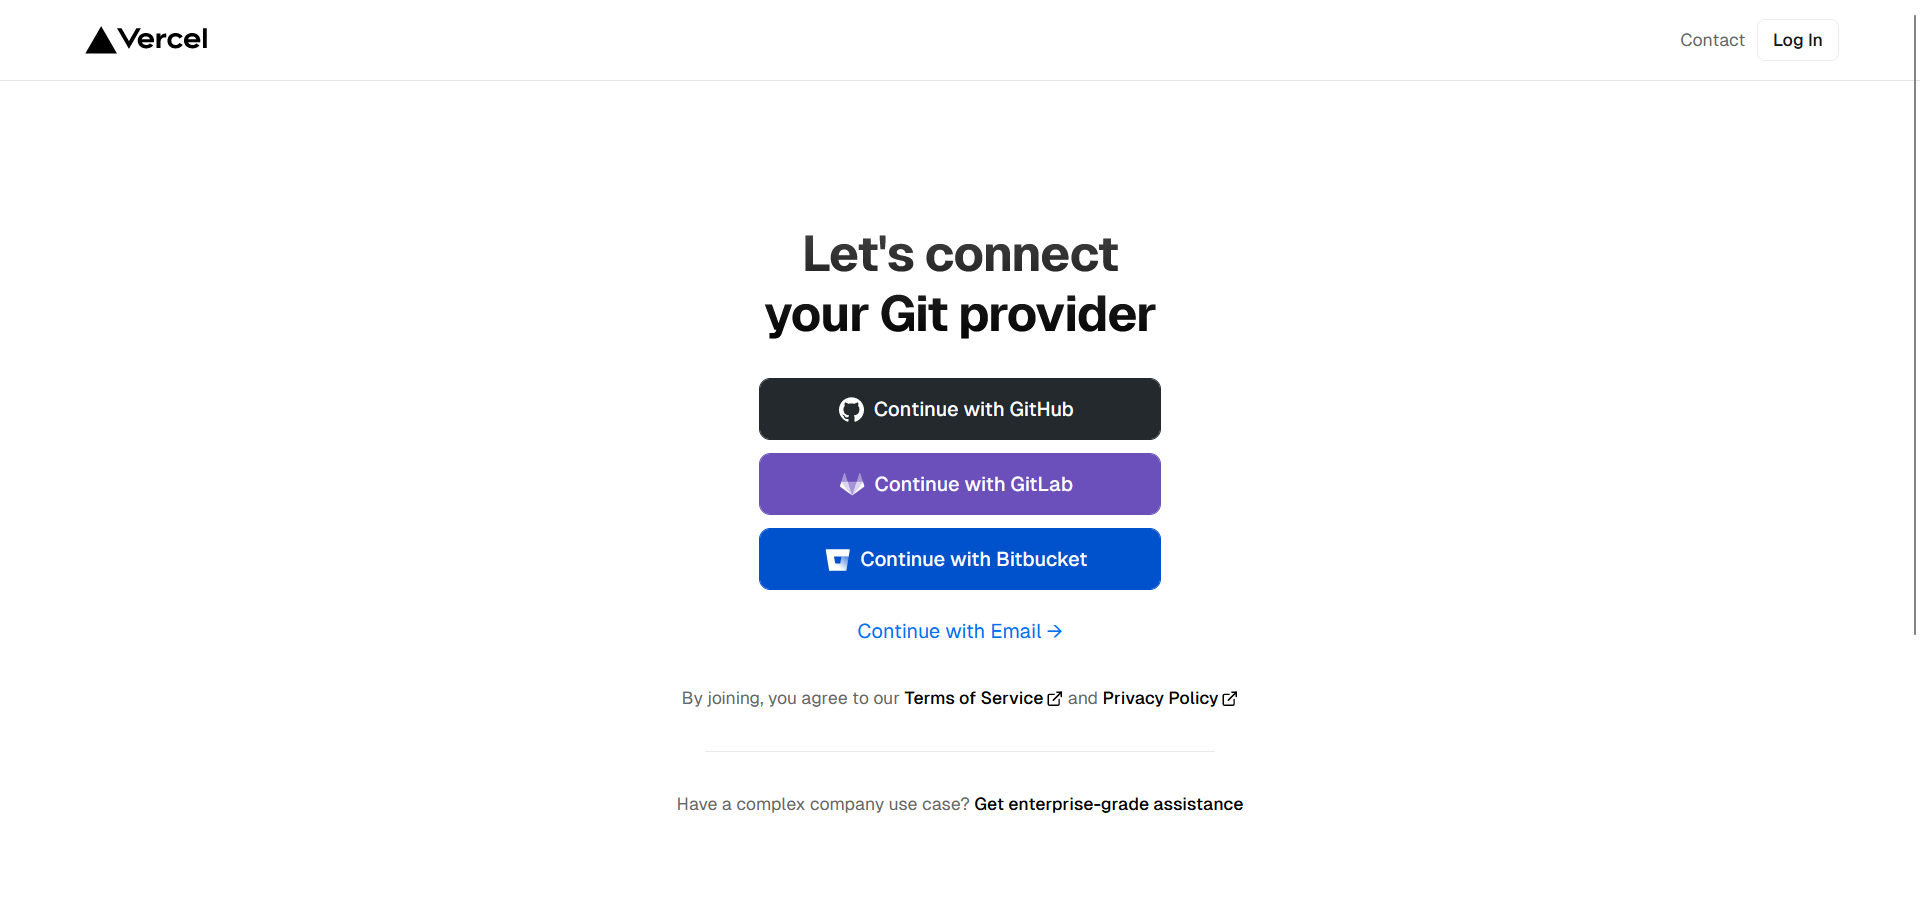 Vercel
Contact
Log In
Let's connect
your Git provider
Continue with GitHub
Continue with GitLab
Continue with Bitbucket
Continue with Email →
By joining, you agree to our Terms of Service and Privacy Policy
Have a complex company use case? Get enterprise-grade assistance